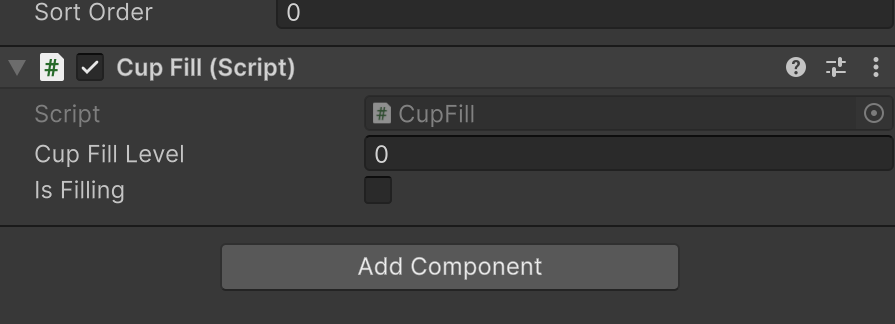 Sort Order 0
# Cup Fill (Script) ?
Script # CupFill
Cup Fill Level 0
Is Filling
Add Component